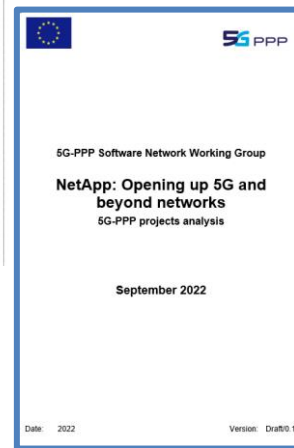 5G PPP
5G-PPP Software Network Working Group
NetApp: Opening up 5G and
beyond networks
5G-PPP projects analysis
September 2022
Date: 2022 Version: Draft/0.1